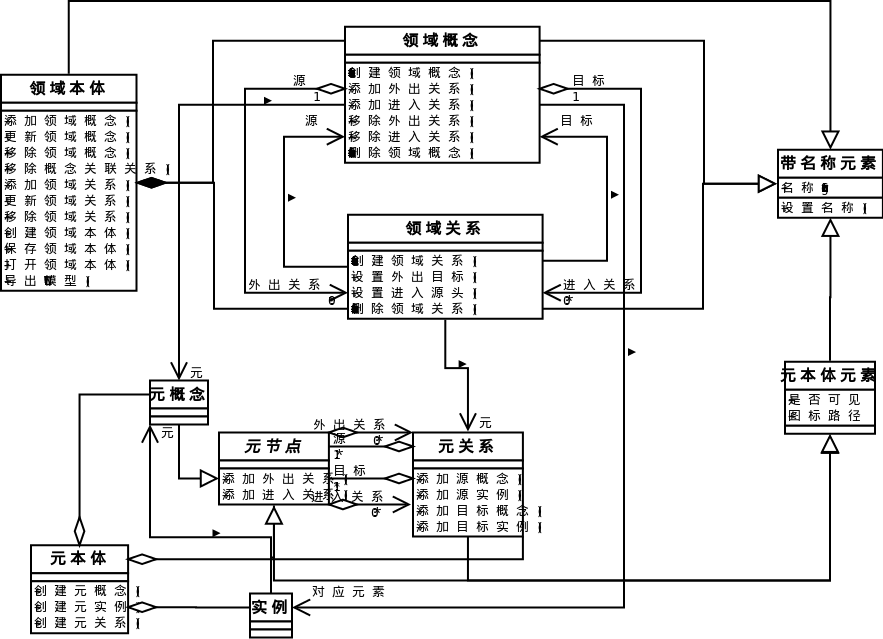 领域概念
创建领域概念
添加外出关系
添加进入关系
移除外出关系
移除进入关系
删除领域概念
源
1
目标
1
源
目标
领域本体
添加领域概念
更新领域概念
移除领域概念
移除概念关联关系
添加领域关系
更新领域关系
移除领域关系
创建领域本体
保存领域本体
打开领域本体
导出模型
带名称元素
名称
设置名称
领域关系
创建领域关系
设置外出目标
设置进入源头
删除领域关系
外出关系
进入关系
0*
元
元概念
元
元
元本体元素
是否可见
图标路径
元节点
添加外出关系
添加进入关系
外出关系
0*
源
1*
目标
1
进入关系
0*
元关系
添加源概念
添加源实例
添加目标概念
添加目标实例
元本体
创建元概念
创建元实例
创建元关系
对应元素
实例